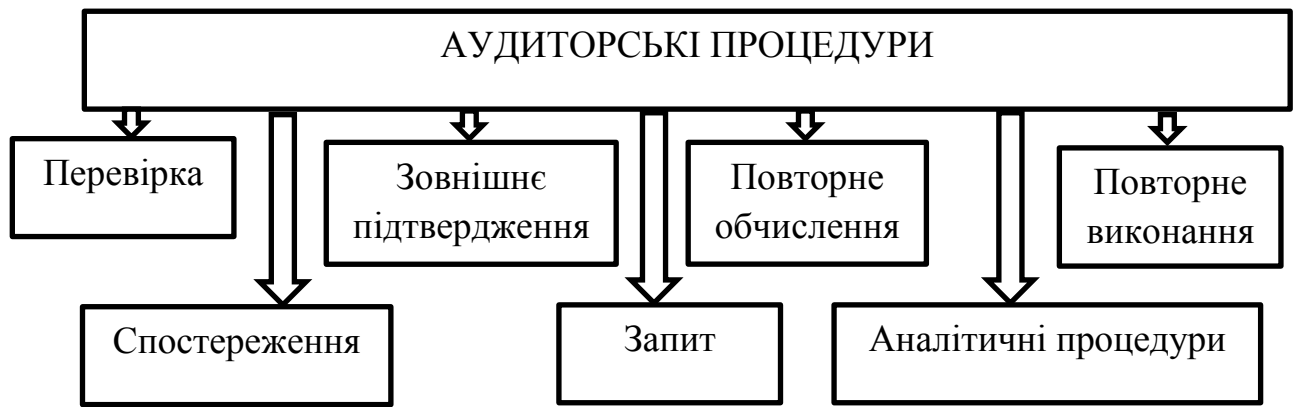 АУДИТОРСЬКІ ПРОЦЕДУРИ
Перевірка
Зовнішнє
підтвердження
Повторне
обчислення
Повторне
виконання
Спостереження
Запит
Аналітичні процедури